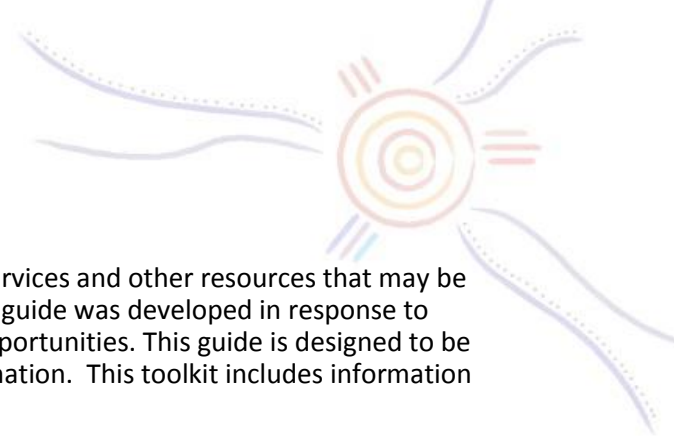 rvices and other resources that may be
guide was developed in response to
portunities. This guide is designed to be
nation.  This toolkit includes information